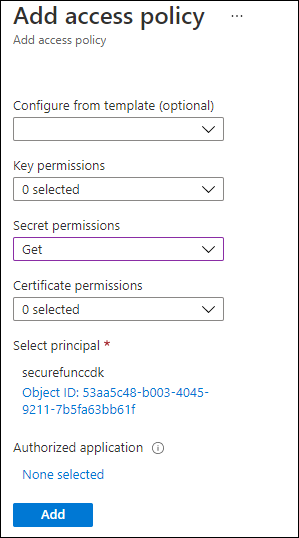 Add access policy ...
Add access policy
Configure from template (optional)
Key permissions
0 selected
Secret permissions
Get
Certificate permissions
0 selected
Select principal *
securefunccdk
Object ID: 53aa5c48-b003-4045-
9211-7b5fa63bb61f
Authorized application
None selected
Add